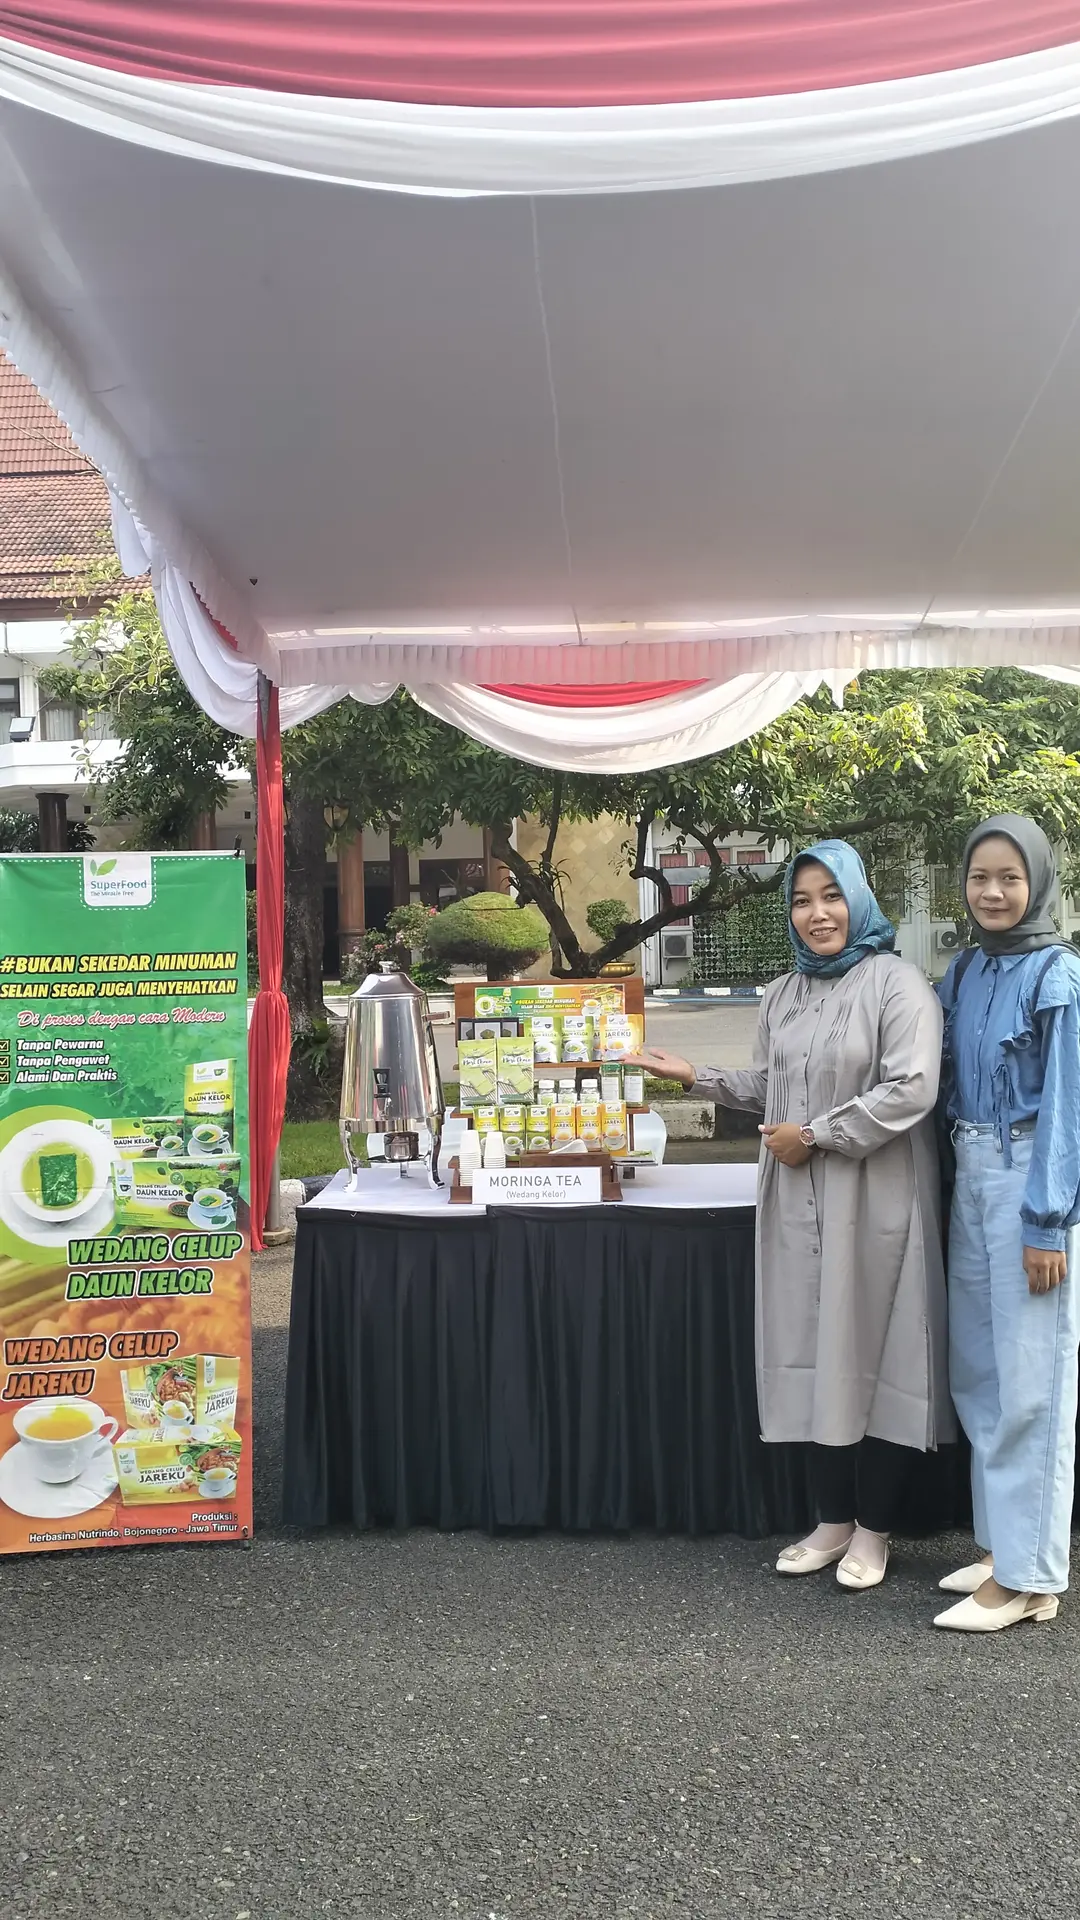 SuperFood
The Miracle Tree
#BUKAN SEKEDAR MINUMAN
SELAIN SEGAR JUGA MENYEHATKAN
Di proses dengan cara Modern
Tanpa Pewarna
Tanpa Pengawet
Alami Dan Praktis
DAUN KELOR
DAUN KELOR
DAUN KELOR
WEDANG CELUP
DAUN KELOR
WEDANG CELUP
JAREKU
JAREKU
JAREKU
WEDANG CELUP
JAREKU
Produksi :
Herbasina Nutrindo, Bojonegoro - Jawa Timur
JAREKU
MORINGA TEA
(Wedang Kelor)